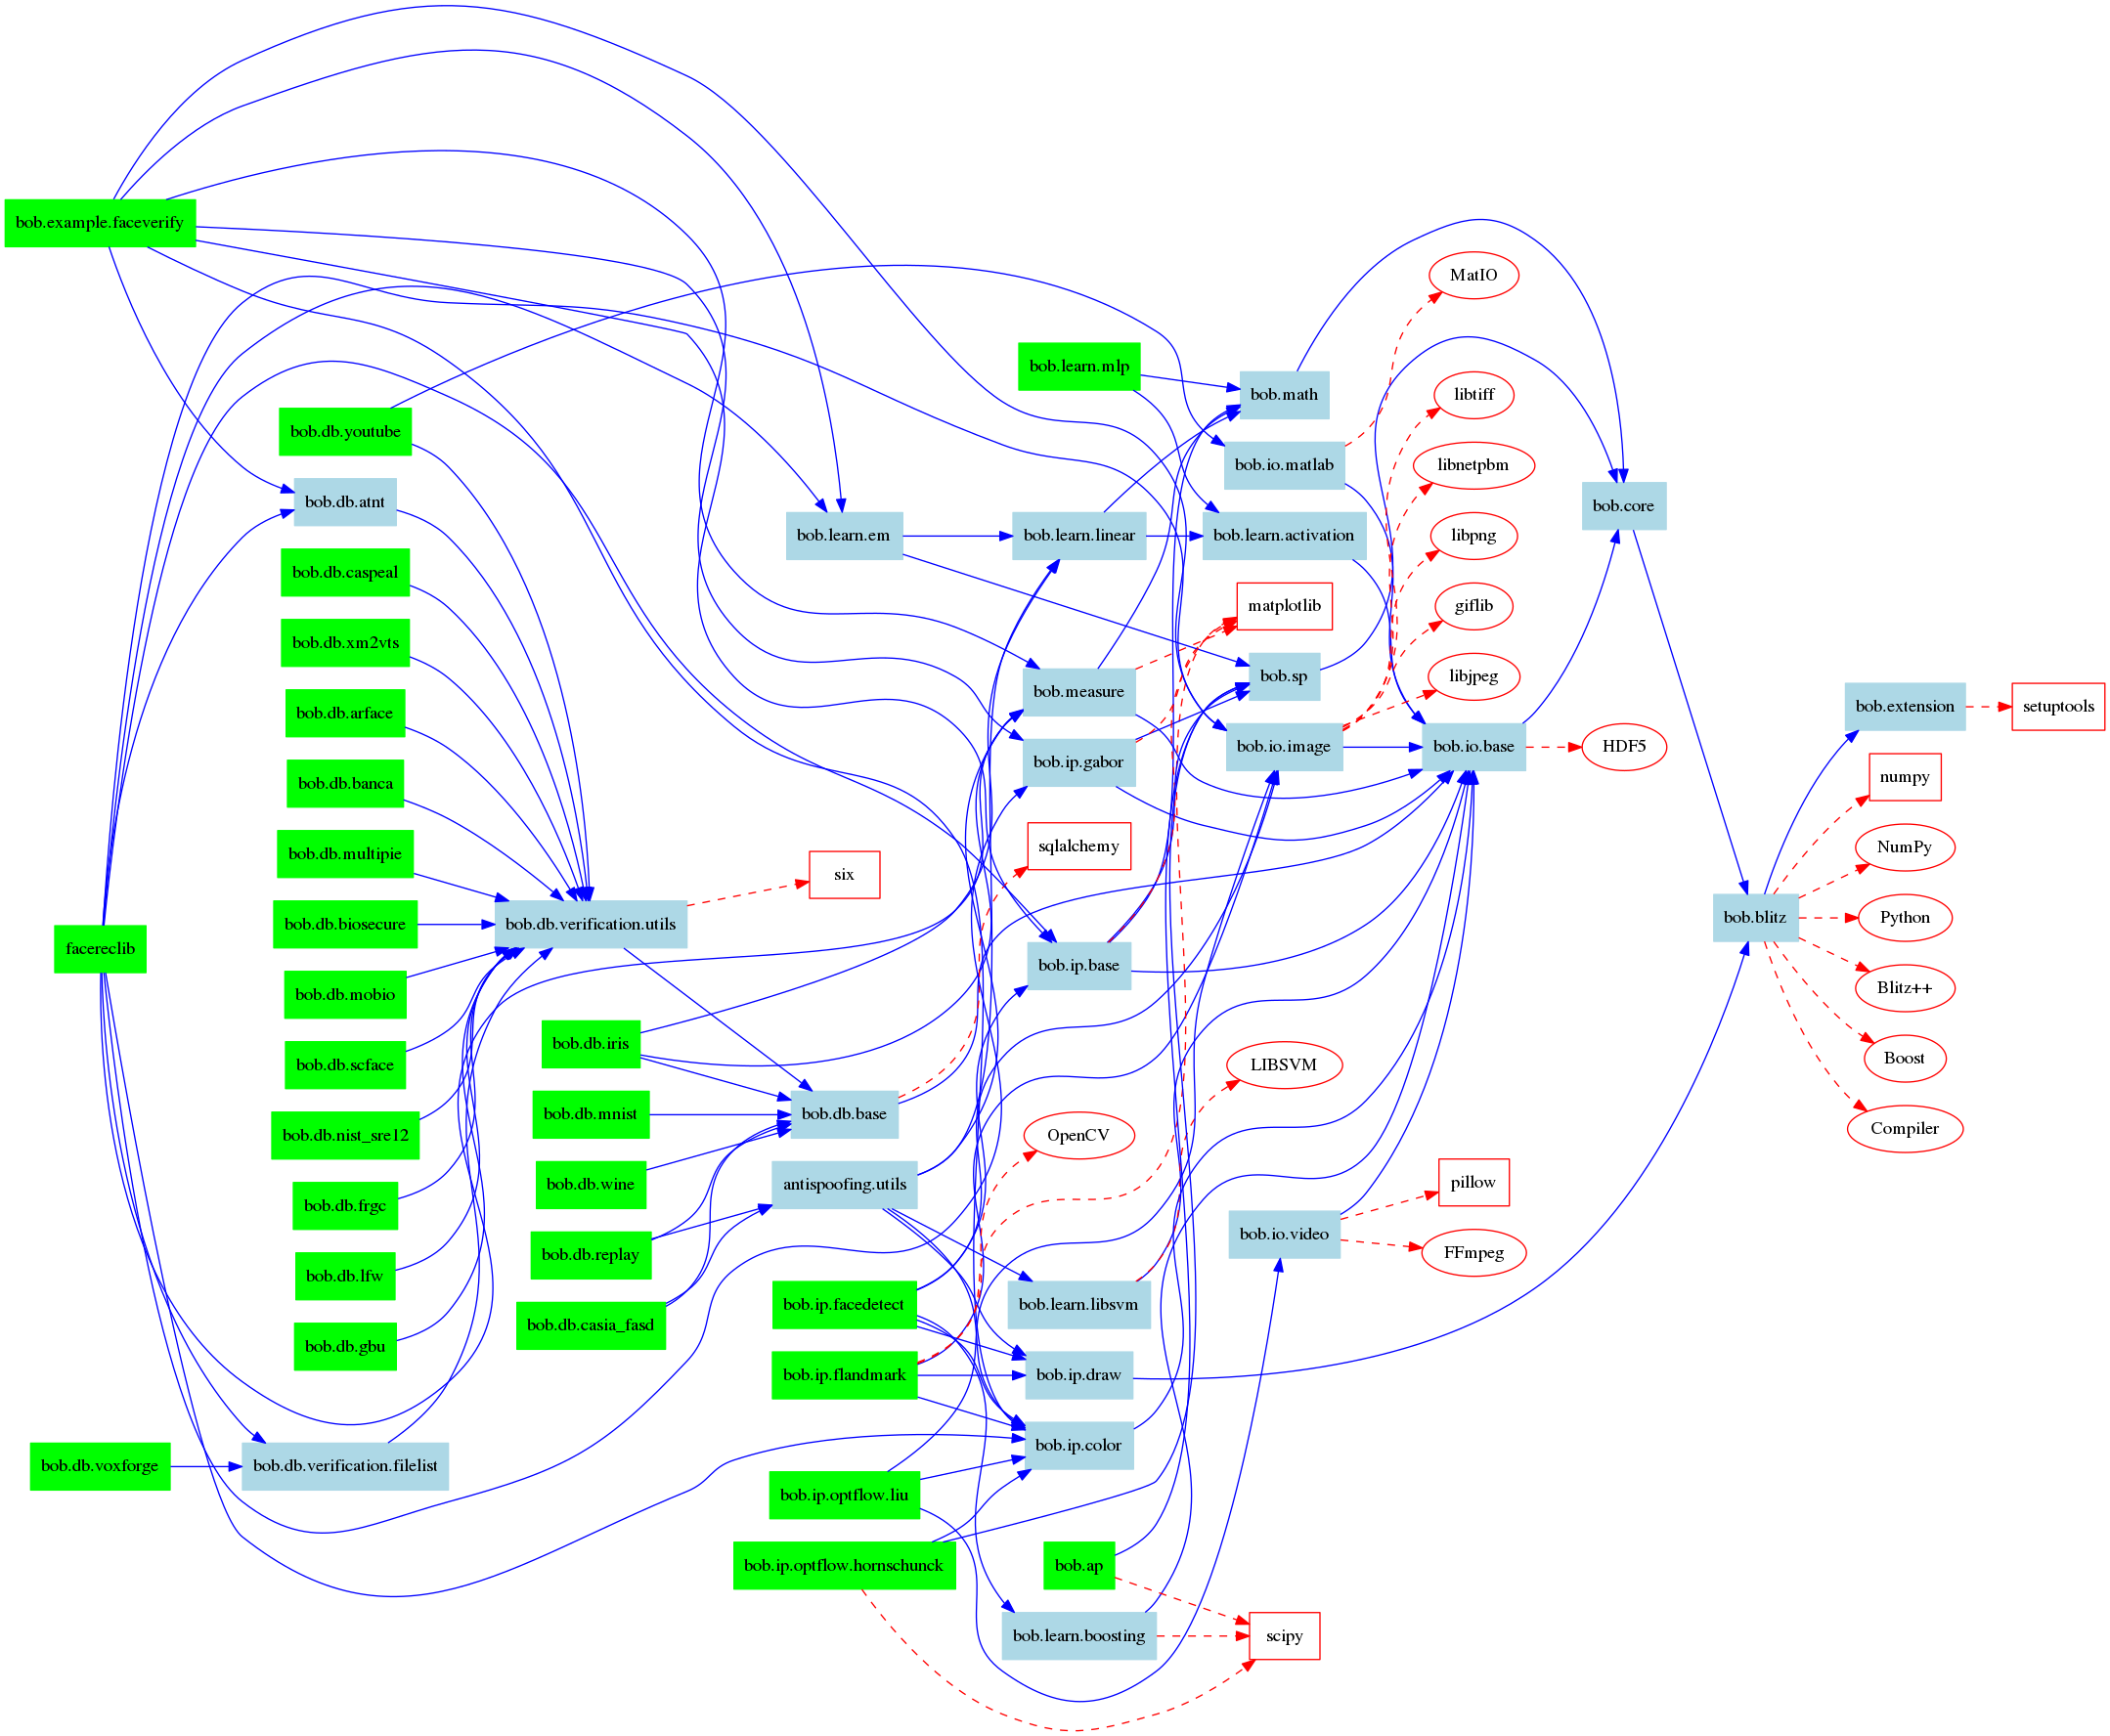 bob.example.faceverify
facereclib
bob.db.voxforge
bob.db.youtube
bob.db.atnt
bob.db.caspeal
bob.db.xm2vts
bob.db.arface
bob.db.banca
bob.db.multipie
bob.db.biosecure
bob.db.mobio
bob.db.scface
bob.db.nist_sre12
bob.db.frgc
bob.db.lfw
bob.db.gbu
bob.db.verification.filelist
bob.db.verification.utils
bob.db.iris
bob.db.mnist
bob.db.wine
bob.db.replay
bob.db.casia_fasd
bob.learn.em
six
bob.db.base
antispoofing.utils
bob.ip.facedetect
bob.ip.flandmark
bob.ip.optflow.liu
bob.ip.optflow.hornschunck
bob.learn.mlp
bob.learn.linear
bob.measure
bob.ip.gabor
sqlalchemy
bob.ip.base
OpenCV
bob.learn.libsvm
bob.ip.draw
bob.ip.color
bob.ap
bob.learn.boosting
bob.math
bob.io.matlab
bob.learn.activation
matplotlib
bob.sp
bob.io.image
LIBSVM
bob.io.video
scipy
MatIO
libtiff
libnetpbm
libpng
giflib
libjpeg
bob.io.base
pillow
FFmpeg
bob.core
HDF5
bob.blitz
bob.extension
numpy
NumPy
Python
Blitz++
Boost
Compiler
setuptools